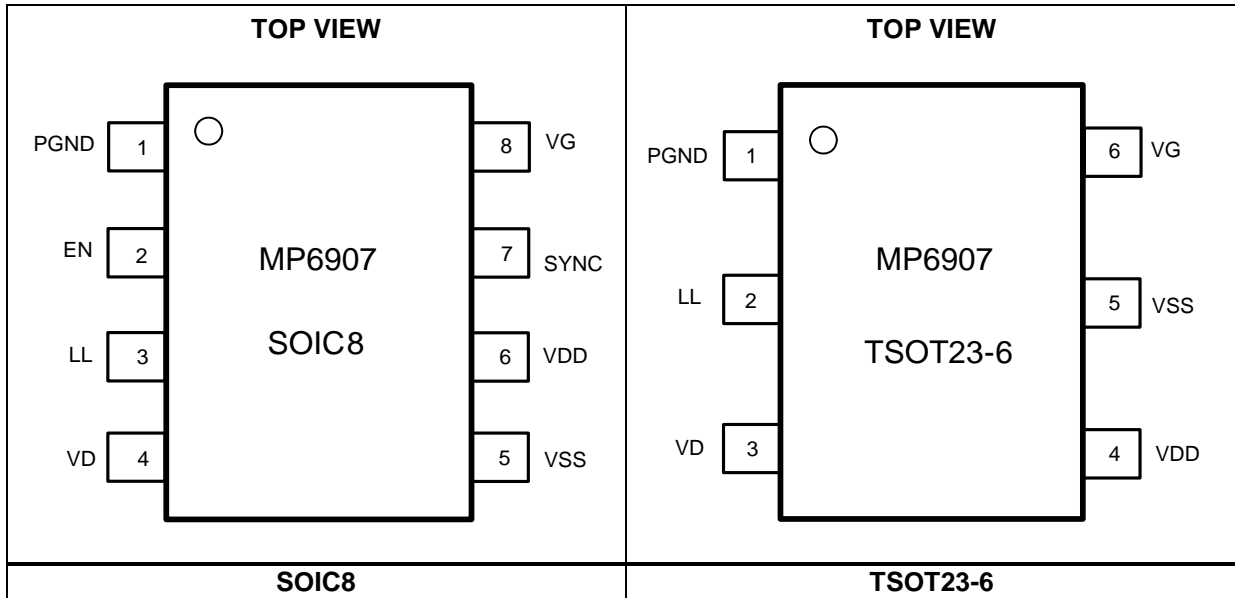 TOP VIEW
PGND 1
8 VG
EN 2
MP6907
7 SYNC
LL 3
SOIC8
6 VDD
VD 4
5 VSS
SOIC8
TOP VIEW
PGND 1
6 VG
LL 2
MP6907
5 VSS
TSOT23-6
VD 3
4 VDD
TSOT23-6